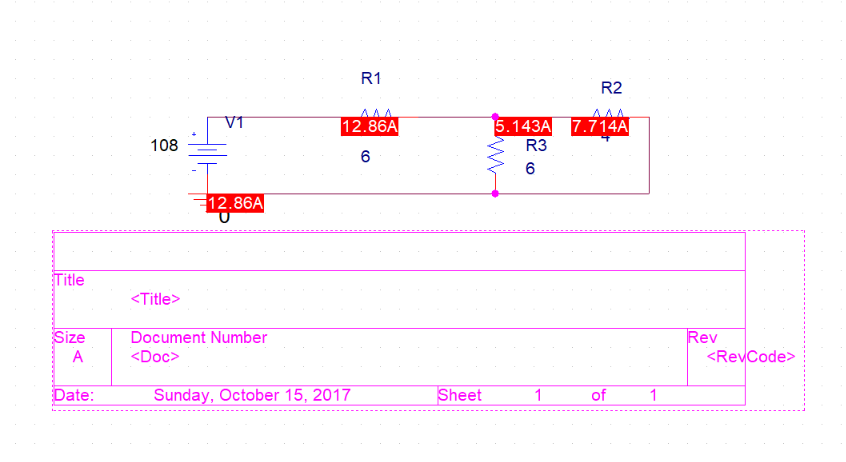 R1
R2
V1
12.86A
5.143A
7.714A
4
108
R3
6
6
12.86A
0
Title
<Title>
Size
Document Number
Rev
A
<Doc>
<RevCode>
Date:
Sunday, October 15, 2017
Sheet
1
of
1